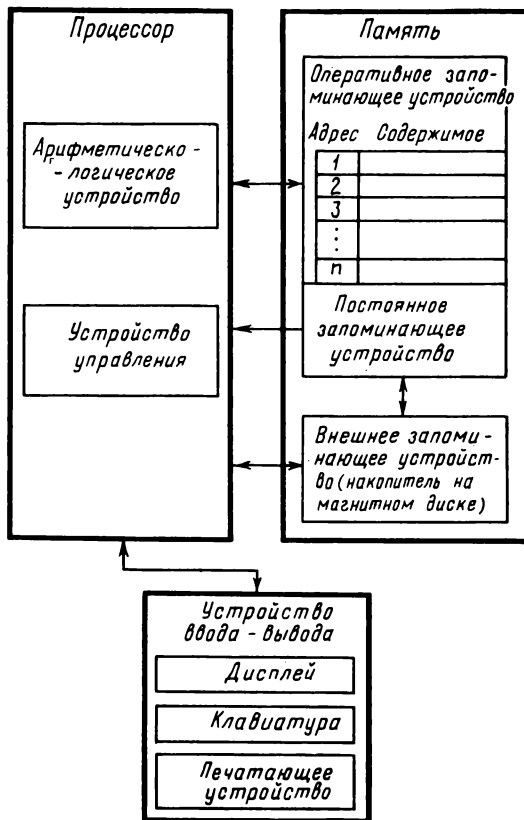 Процессор
Арифметическо -
- логическое
устройство
Устройство
управления
Память
Оперативное запо-
минающее устройство
Адрес Содержимое
1
2
3
⋮
n
Постоянное
запоминающее
устройство
Внешнее запоми-
нающее устройст-
во (накопитель на
магнитном диске)
Устройство
ввода - вывода
Дисплей
Клавиатура
Печатающее
устройство